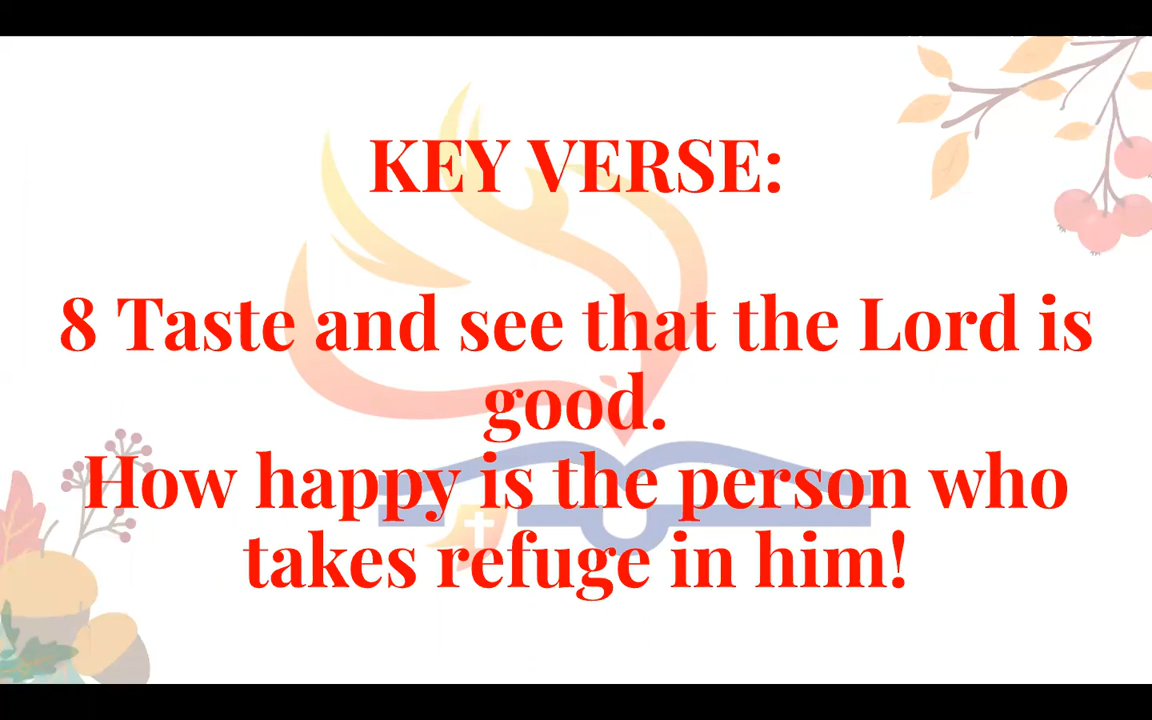 KEY VERSE:
8 Taste and see that the Lord is
good.
How happy is the person who
takes refuge in him!